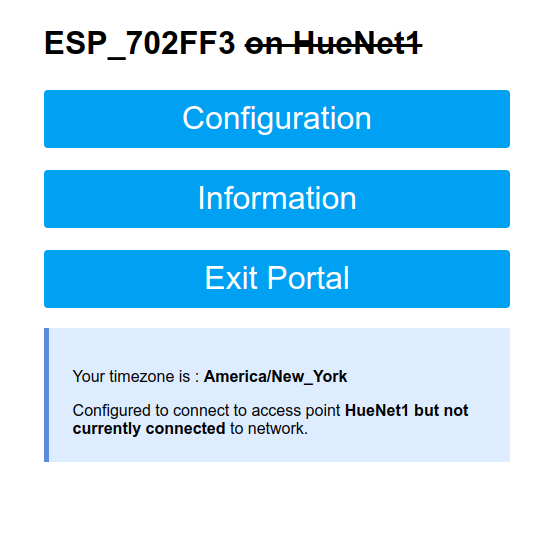 ESP_702FF3 on HueNet1
Configuration
Information
Exit Portal
Your timezone is : America/New_York
Configured to connect to access point HueNet1 but not
currently connected to network.